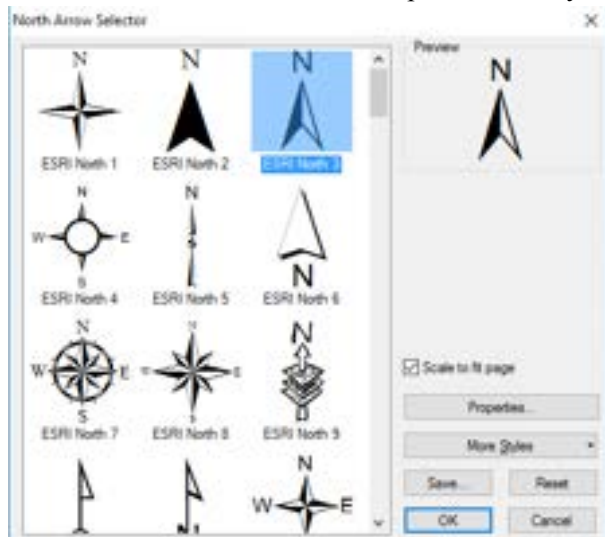 North Arrow Selector
Preview
N
N
N
N
ESRI North 1
ESRI North 2
ESRI North 3
N
W
E
S
N
S
N
ESRI North 4
ESRI North 5
ESRI North 6
N
W
E
S
N
ESRI North 7
ESRI North 8
ESRI North 9
Scale to fit page
Properties...
More Styles
N
W
E
N
Save...
Reset
OK
Cancel